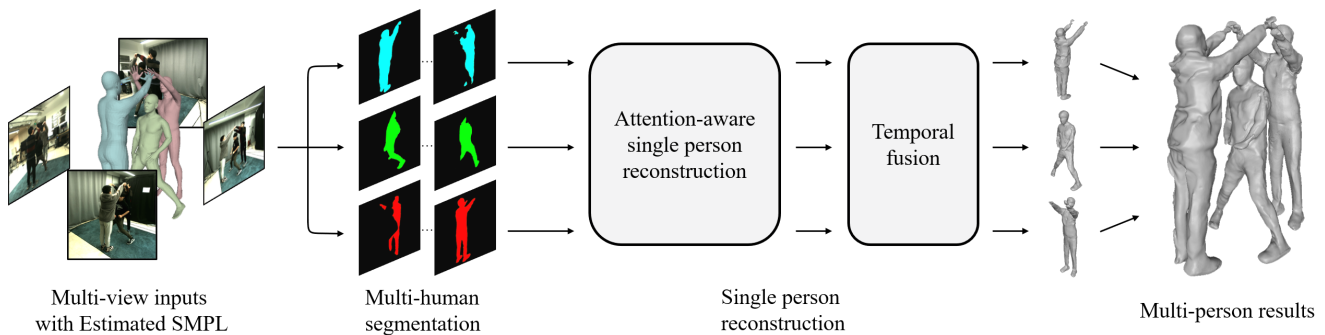 Attention-aware
single person
reconstruction
Temporal
fusion
Multi-view inputs
with Estimated SMPL
Multi-human
segmentation
Single person
reconstruction
Multi-person results